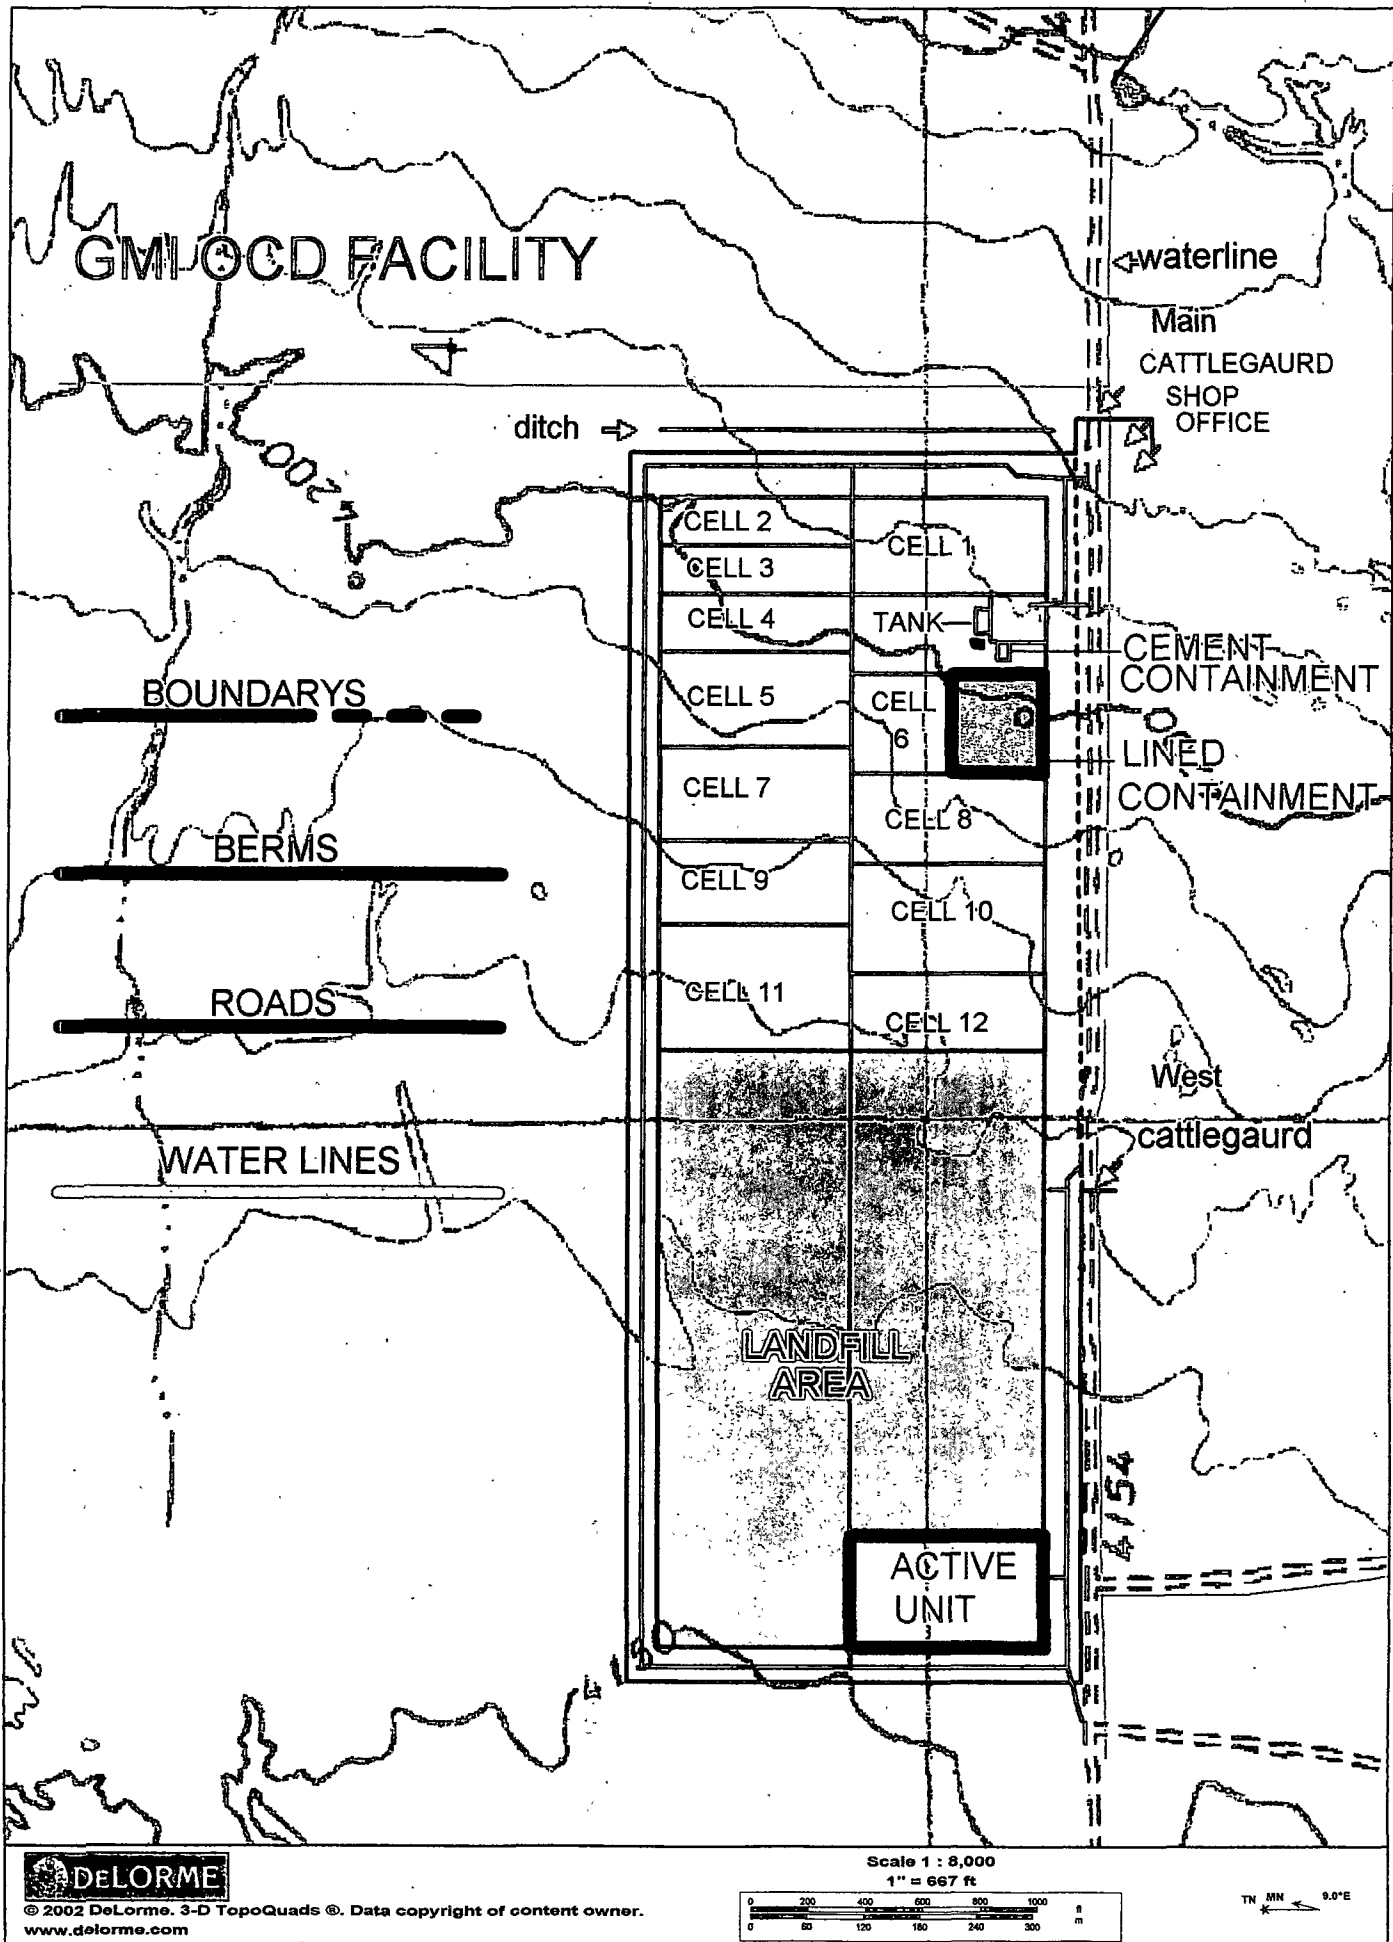 GMI OCD FACILITY
waterline
Main
CATTLEGAURD
SHOP
OFFICE
ditch
4200
CELL 2
CELL 1
CELL 3
CELL 4
TANK
CEMENT
CONTAINMENT
BOUNDARYS
CELL 5
CELL
6
LINED
CONTAINMENT
CELL 7
CELL 8
BERMS
CELL 9
CELL 10
ROADS
CELL 11
CELL 12
West
cattlegaurd
WATER LINES
LANDFILL
AREA
4154
ACTIVE
UNIT
DELORME
© 2002 DeLorme. 3-D TopoQuads ®. Data copyright of content owner.
www.delorme.com
Scale 1 : 8,000
1" = 667 ft
0 200 400 600 800 1000
ft
m
0 60 120 180 240 300
TN MN 9.0°E